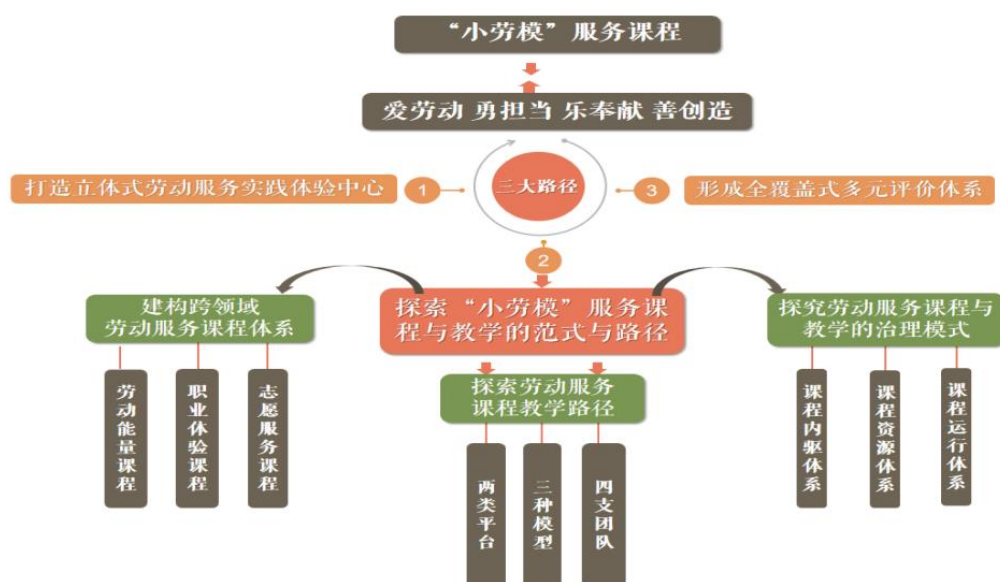 “小劳模”服务课程
爱劳动 勇担当 乐奉献 善创造
打造立体式劳动服务实践体验中心
1
三大路径
3
形成全覆盖式多元评价体系
2
建构跨领域
劳动服务课程体系
探索“小劳模”服务课
程与教学的范式与路径
探究劳动服务课程与
教学的治理模式
劳动能量课程
职业体验课程
志愿服务课程
探索劳动服务
课程教学路径
两类平台
三种模型
四支团队
课程内驱体系
课程资源体系
课程运行体系